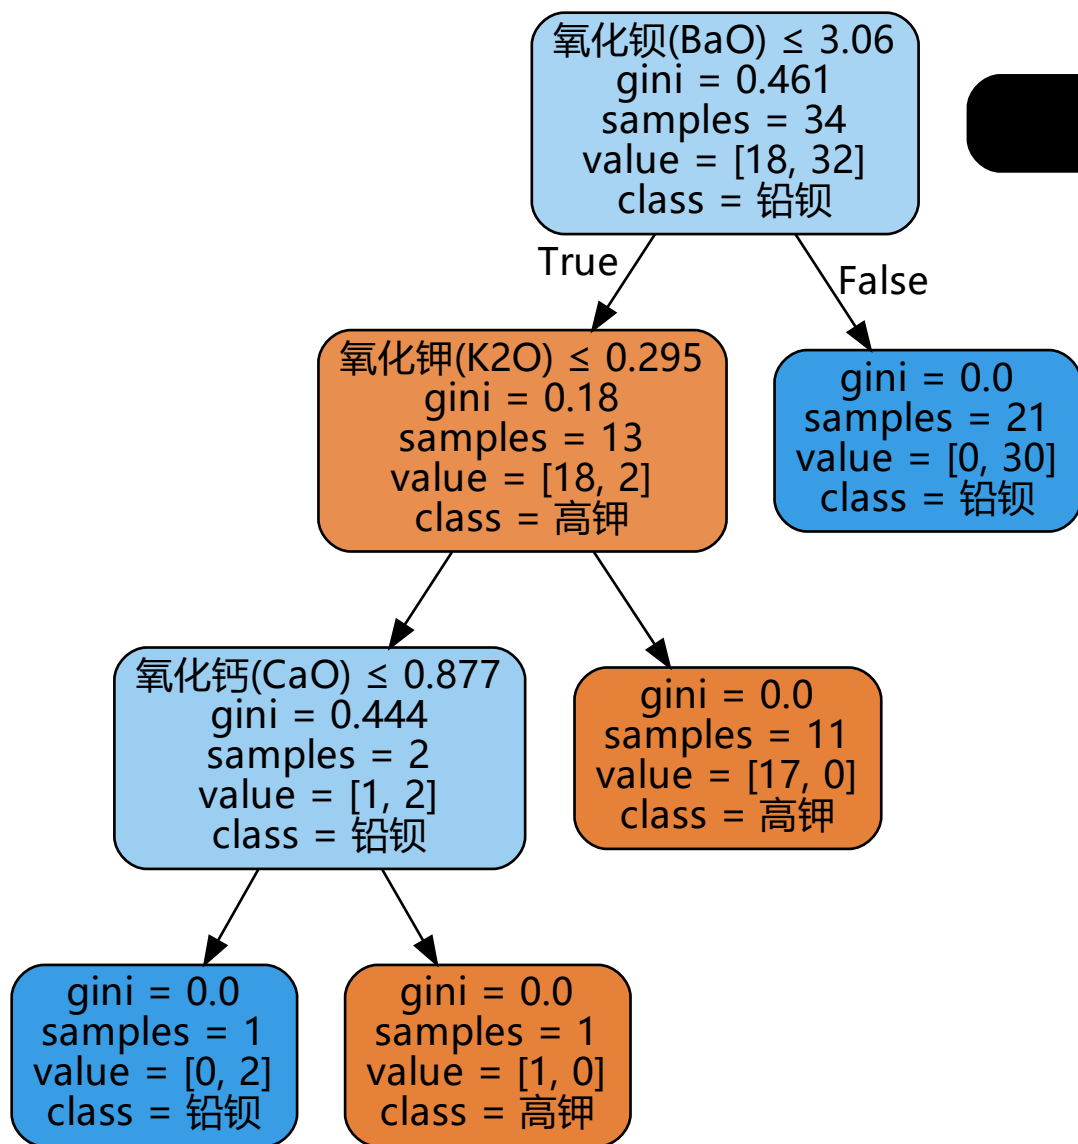 氧化钡(BaO) ≤ 3.06
gini = 0.461
samples = 34
value = [18, 32]
class = 铅钡
True
False
氧化钾(K2O) ≤ 0.295
gini = 0.18
samples = 13
value = [18, 2]
class = 高钾
gini = 0.0
samples = 21
value = [0, 30]
class = 铅钡
氧化钙(CaO) ≤ 0.877
gini = 0.444
samples = 2
value = [1, 2]
class = 铅钡
gini = 0.0
samples = 11
value = [17, 0]
class = 高钾
gini = 0.0
samples = 1
value = [0, 2]
class = 铅钡
gini = 0.0
samples = 1
value = [1, 0]
class = 高钾